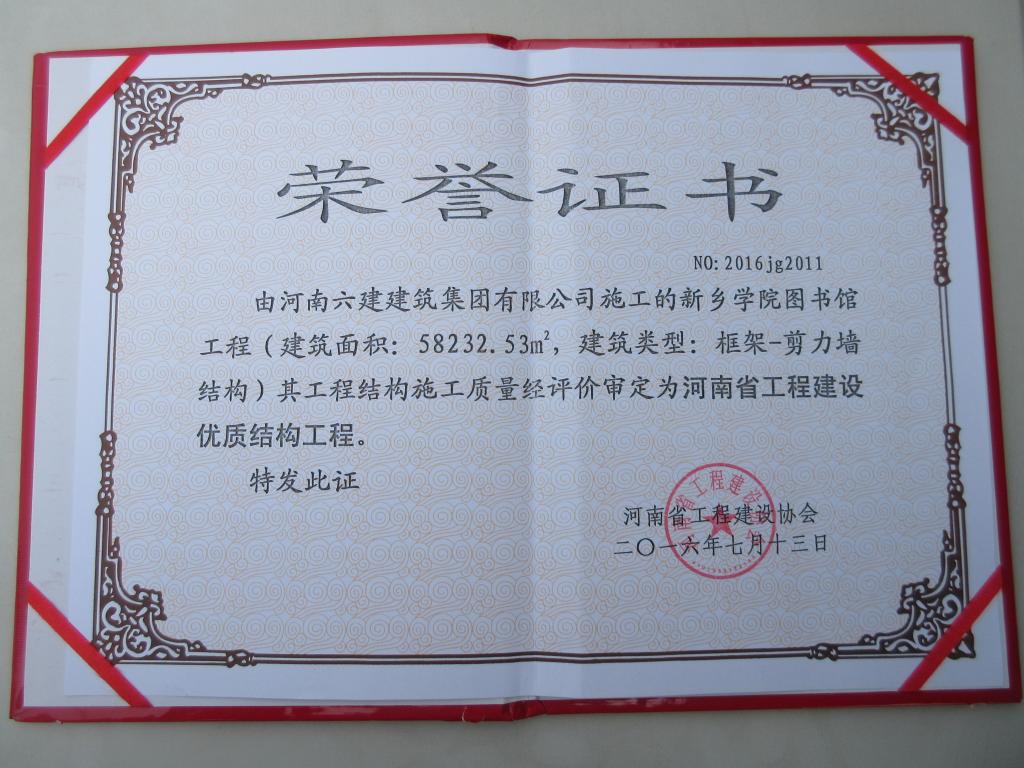 荣誉证书
NO:2016jg2011
由河南六建建筑集团有限公司施工的新乡学院图书馆
工程（建筑面积：58232.53㎡，建筑类型：框架-剪力墙
结构）其工程结构施工质量经评价审定为河南省工程建设
优质结构工程。
特发此证
河南省工程建设协会
二〇一六年七月十三日